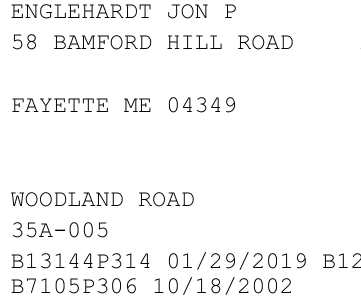 ENGLEHARDT JON P
58 BAMFORD HILL ROAD
FAYETTE ME 04349
WOODLAND ROAD
35A-005
B13144P314 01/29/2019 B12
B7105P306 10/18/2002